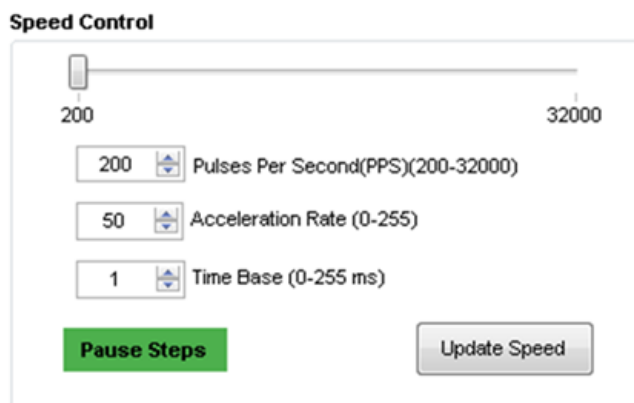 Speed Control
200 32000
200 Pulses Per Second(PPS)(200-32000)
50 Acceleration Rate (0-255)
1 Time Base (0-255 ms)
Pause Steps Update Speed